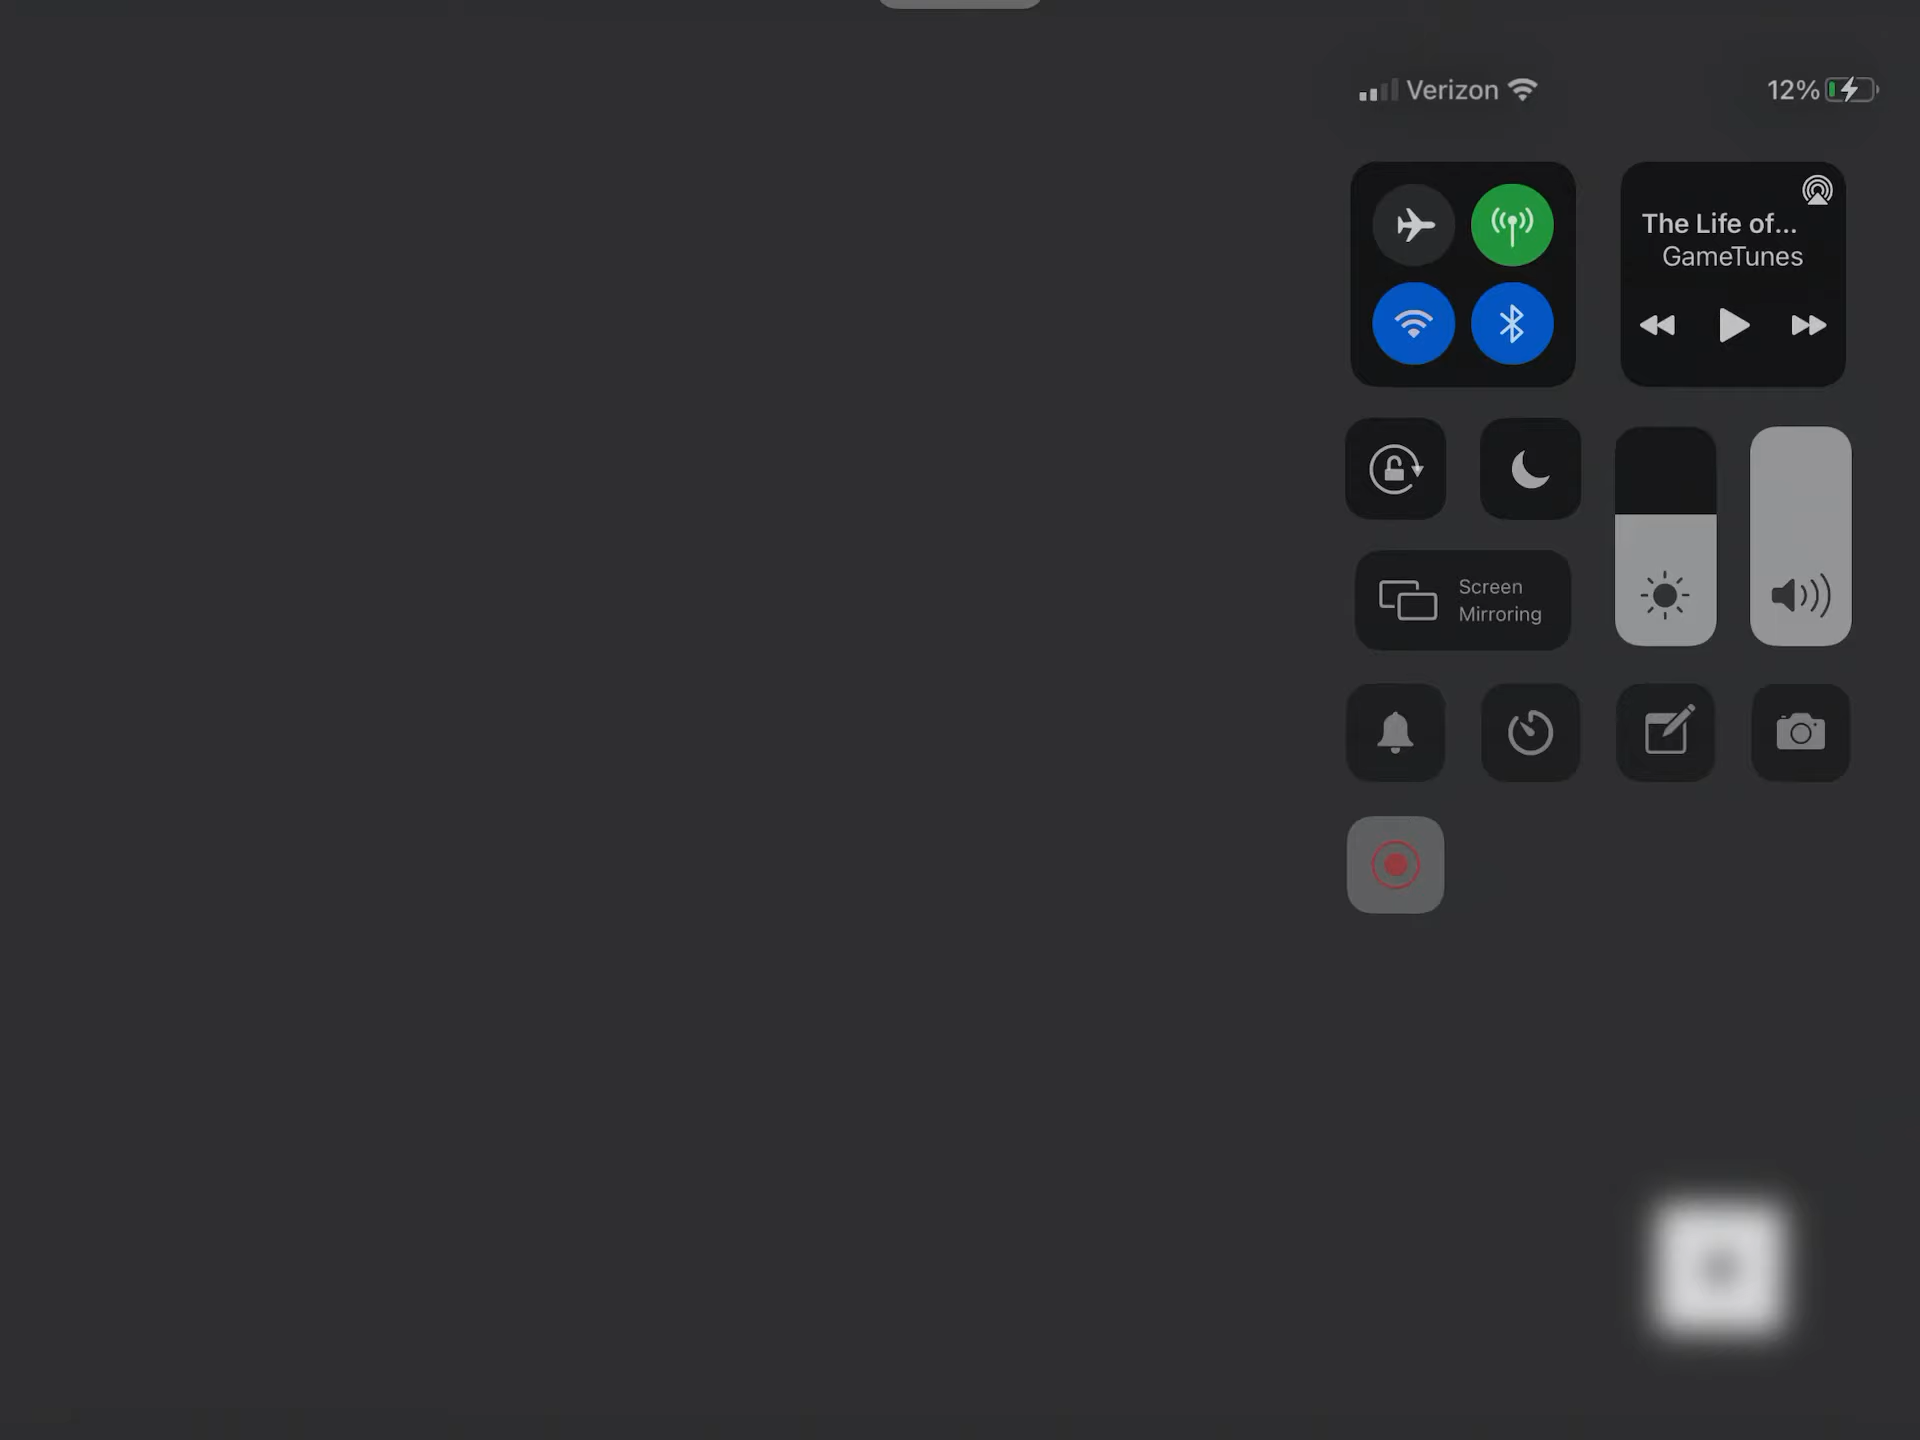 Verizon
12%
The Life of...
GameTunes
Screen
Mirroring